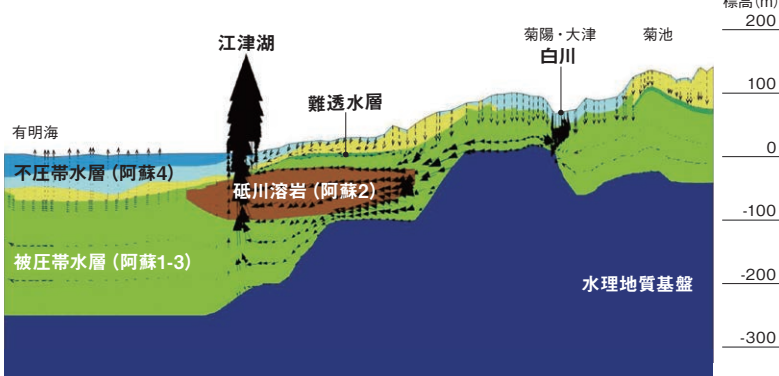 標高(m)
200
菊陽・大津
菊池
江津湖
白川
難透水層
100
有明海
0
不圧帯水層(阿蘇4)
砥川溶岩(阿蘇2)
-100
被圧帯水層(阿蘇1-3)
-200
水理地質基盤
-300